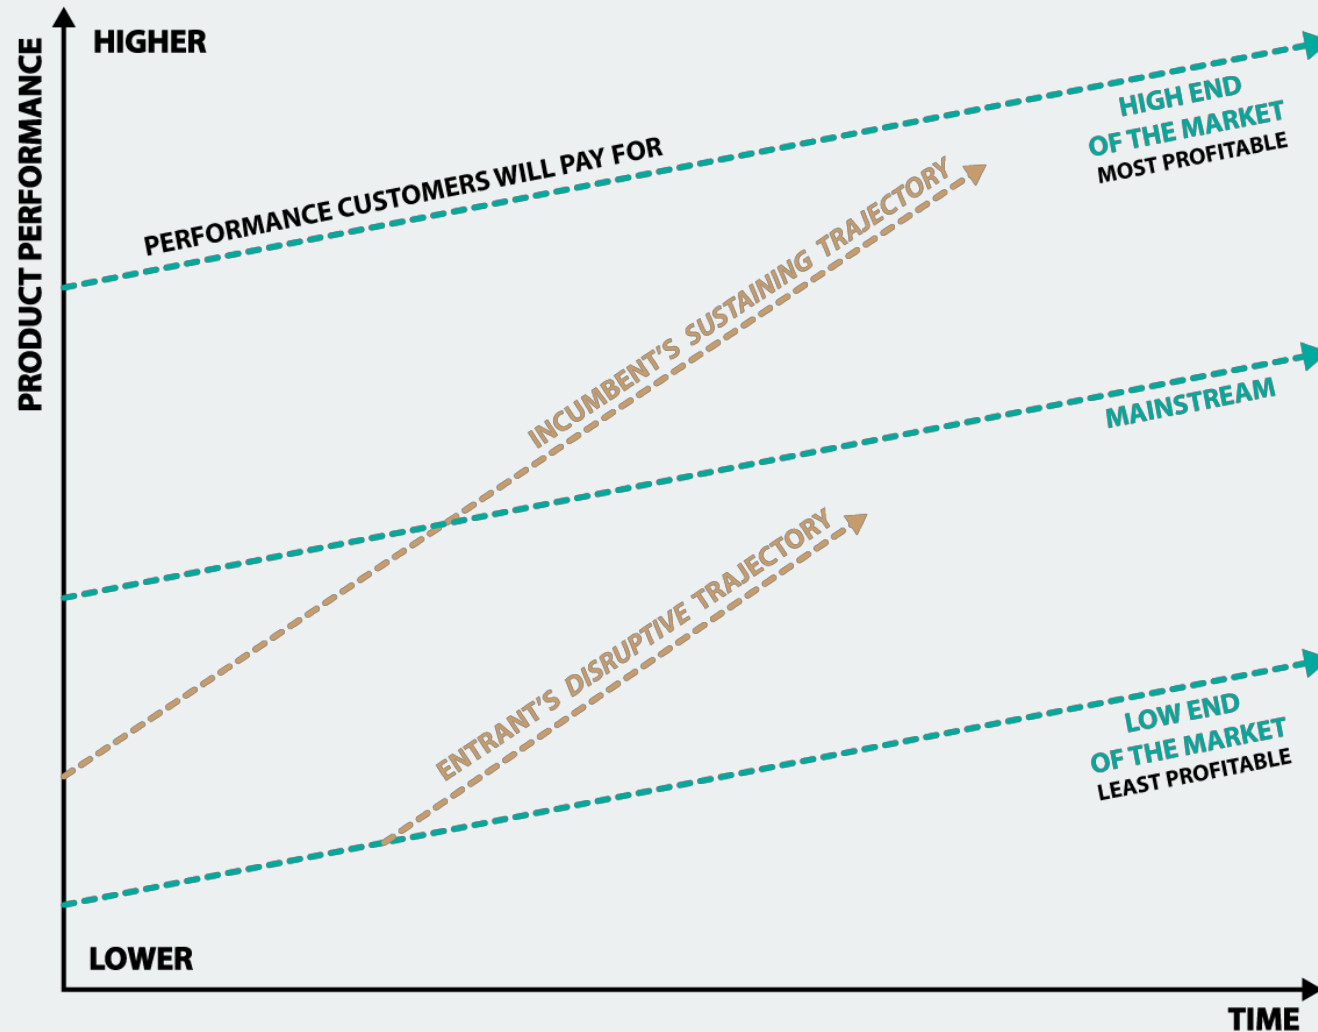 HIGHER
PRODUCT PERFORMANCE
PERFORMANCE CUSTOMERS WILL PAY FOR
HIGH END
OF THE MARKET
MOST PROFITABLE
INCUMBENT’S SUSTAINING TRAJECTORY
MAINSTREAM
ENTRANT’S DISRUPTIVE TRAJECTORY
LOW END
OF THE MARKET
LEAST PROFITABLE
LOWER
TIME